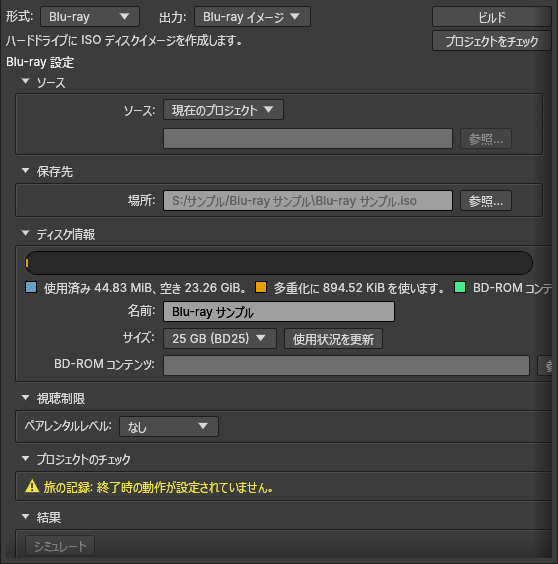 形式: Blu-ray 出力: Blu-ray イメージ ビルド
ハードドライブに ISO ディスクイメージを作成します。 プロジェクトをチェック
Blu-ray 設定
ソース
ソース: 現在のプロジェクト
参照...
保存先
場所: S:/サンプル/Blu-ray サンプル\Blu-ray サンプル.iso 参照...
ディスク情報
使用済み 44.83 MiB、空き 23.26 GiB。 多重化に 894.52 KiB を使います。 BD-ROM コンテ
名前: Blu-ray サンプル
サイズ: 25 GB (BD25) 使用状況を更新
BD-ROM コンテンツ:
視聴制限
ペアレンタルレベル: なし
プロジェクトのチェック
旅の記録: 終了時の動作が設定されていません。
結果
シミュレート